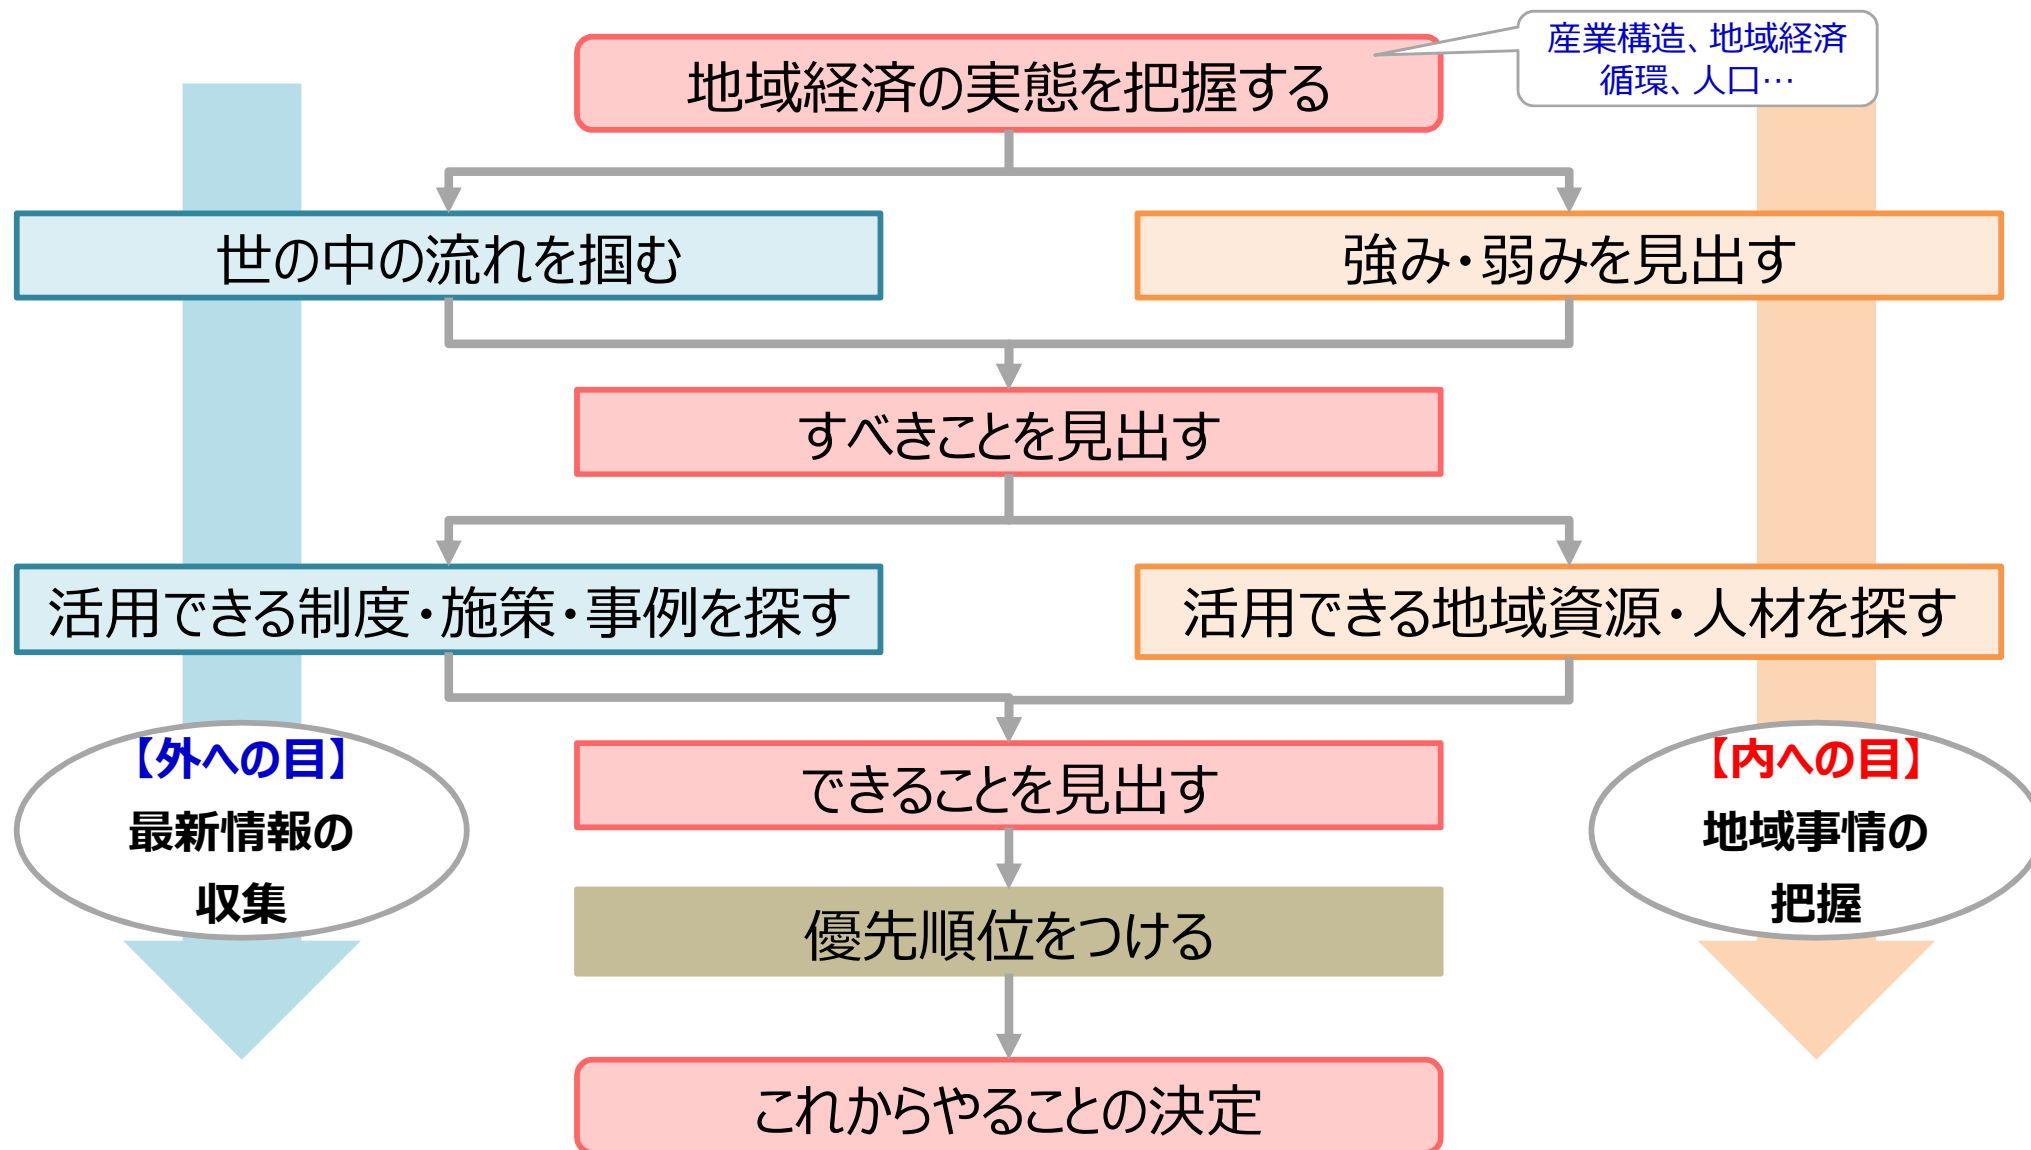 産業構造、地域経済
循環、人口…
地域経済の実態を把握する
世の中の流れを掴む
強み・弱みを見出す
すべきことを見出す
活用できる制度・施策・事例を探す
活用できる地域資源・人材を探す
【外への目】
最新情報の
収集
【内への目】
地域事情の
把握
できることを見出す
優先順位をつける
これからやることの決定